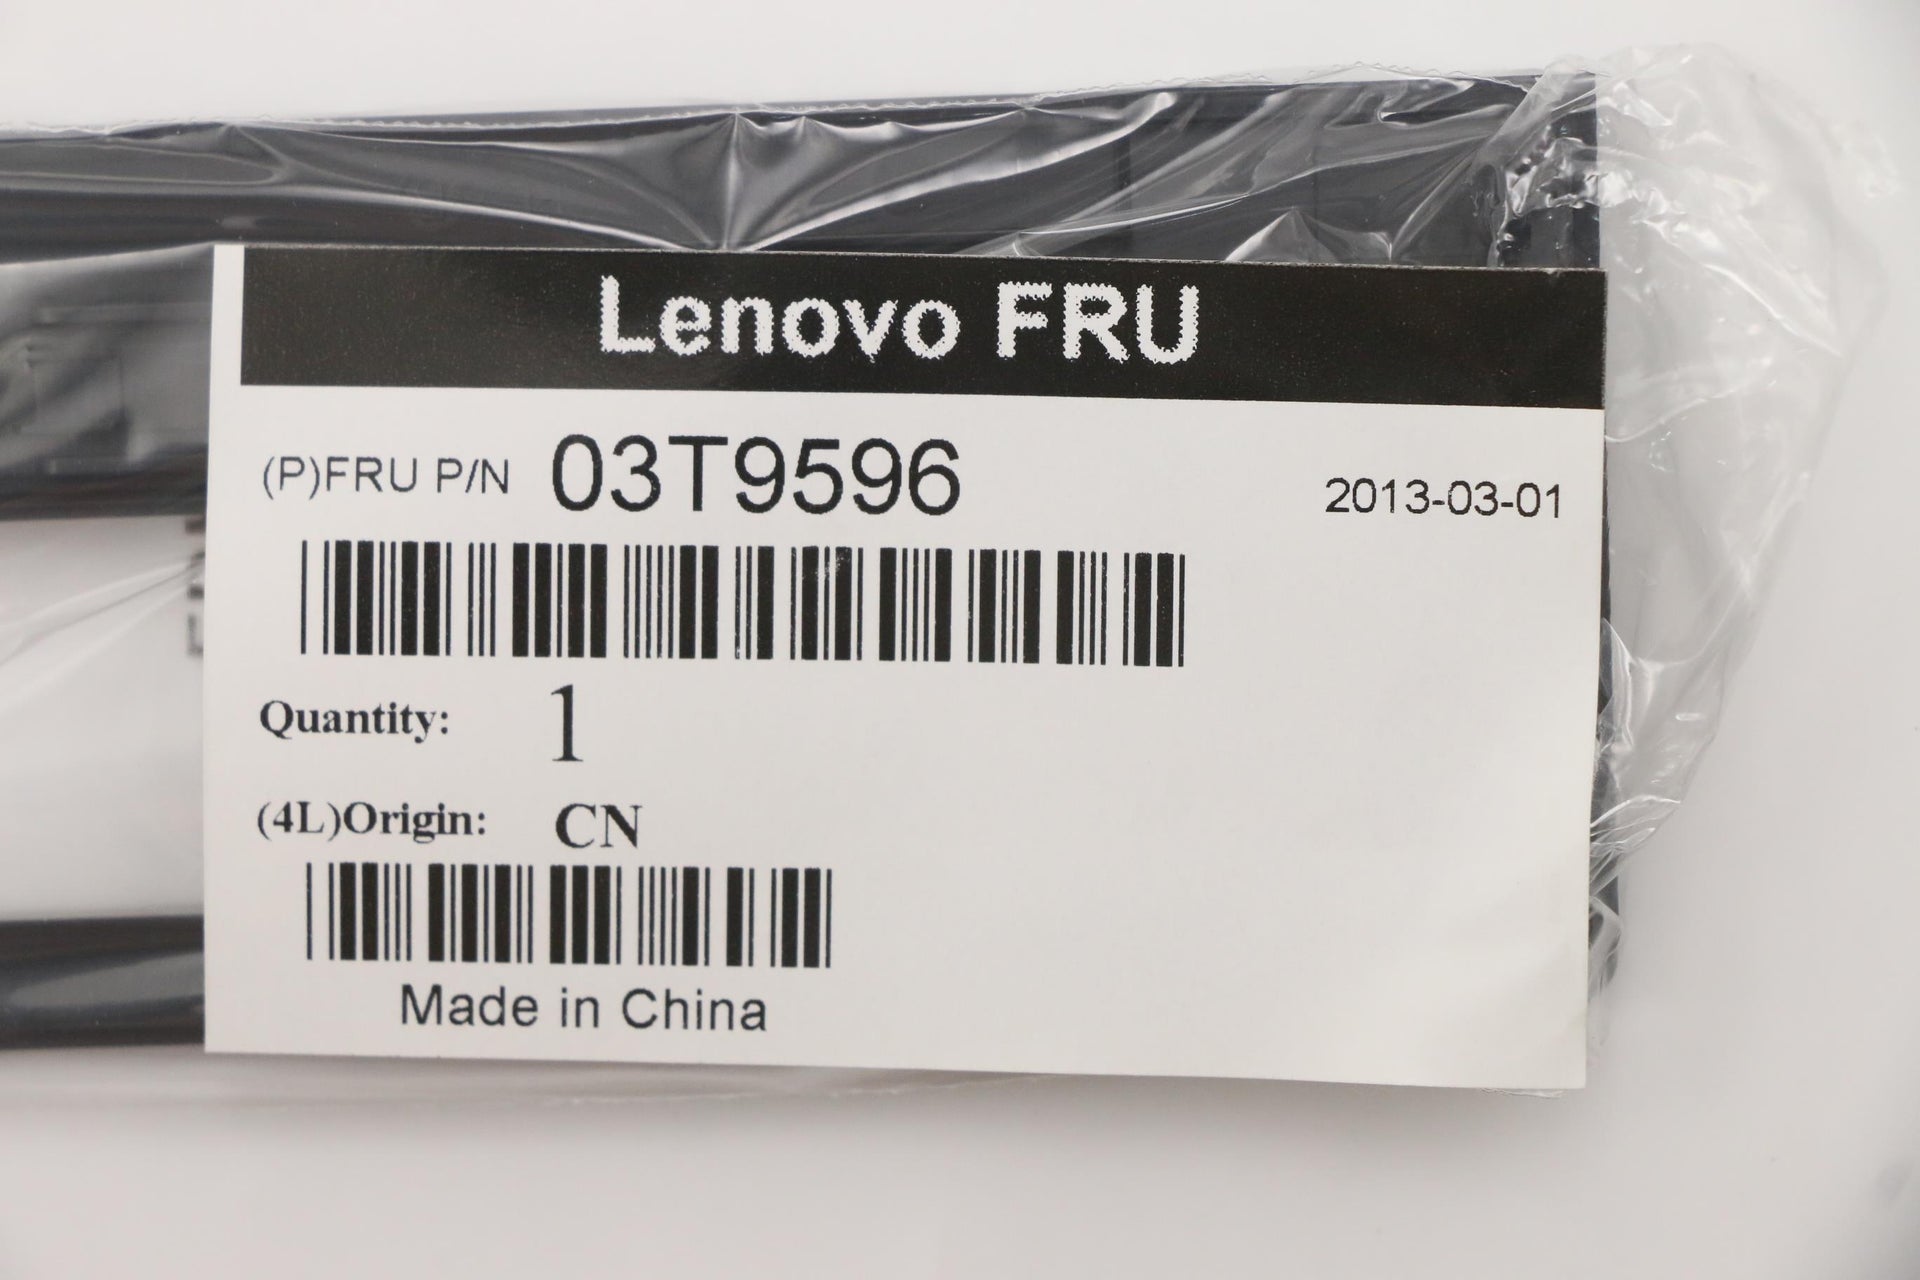 Lenovo FRU
(P)FRU P/N 03T9596
2013-03-01
Quantity: 1
(4L)Origin: CN
Made in China